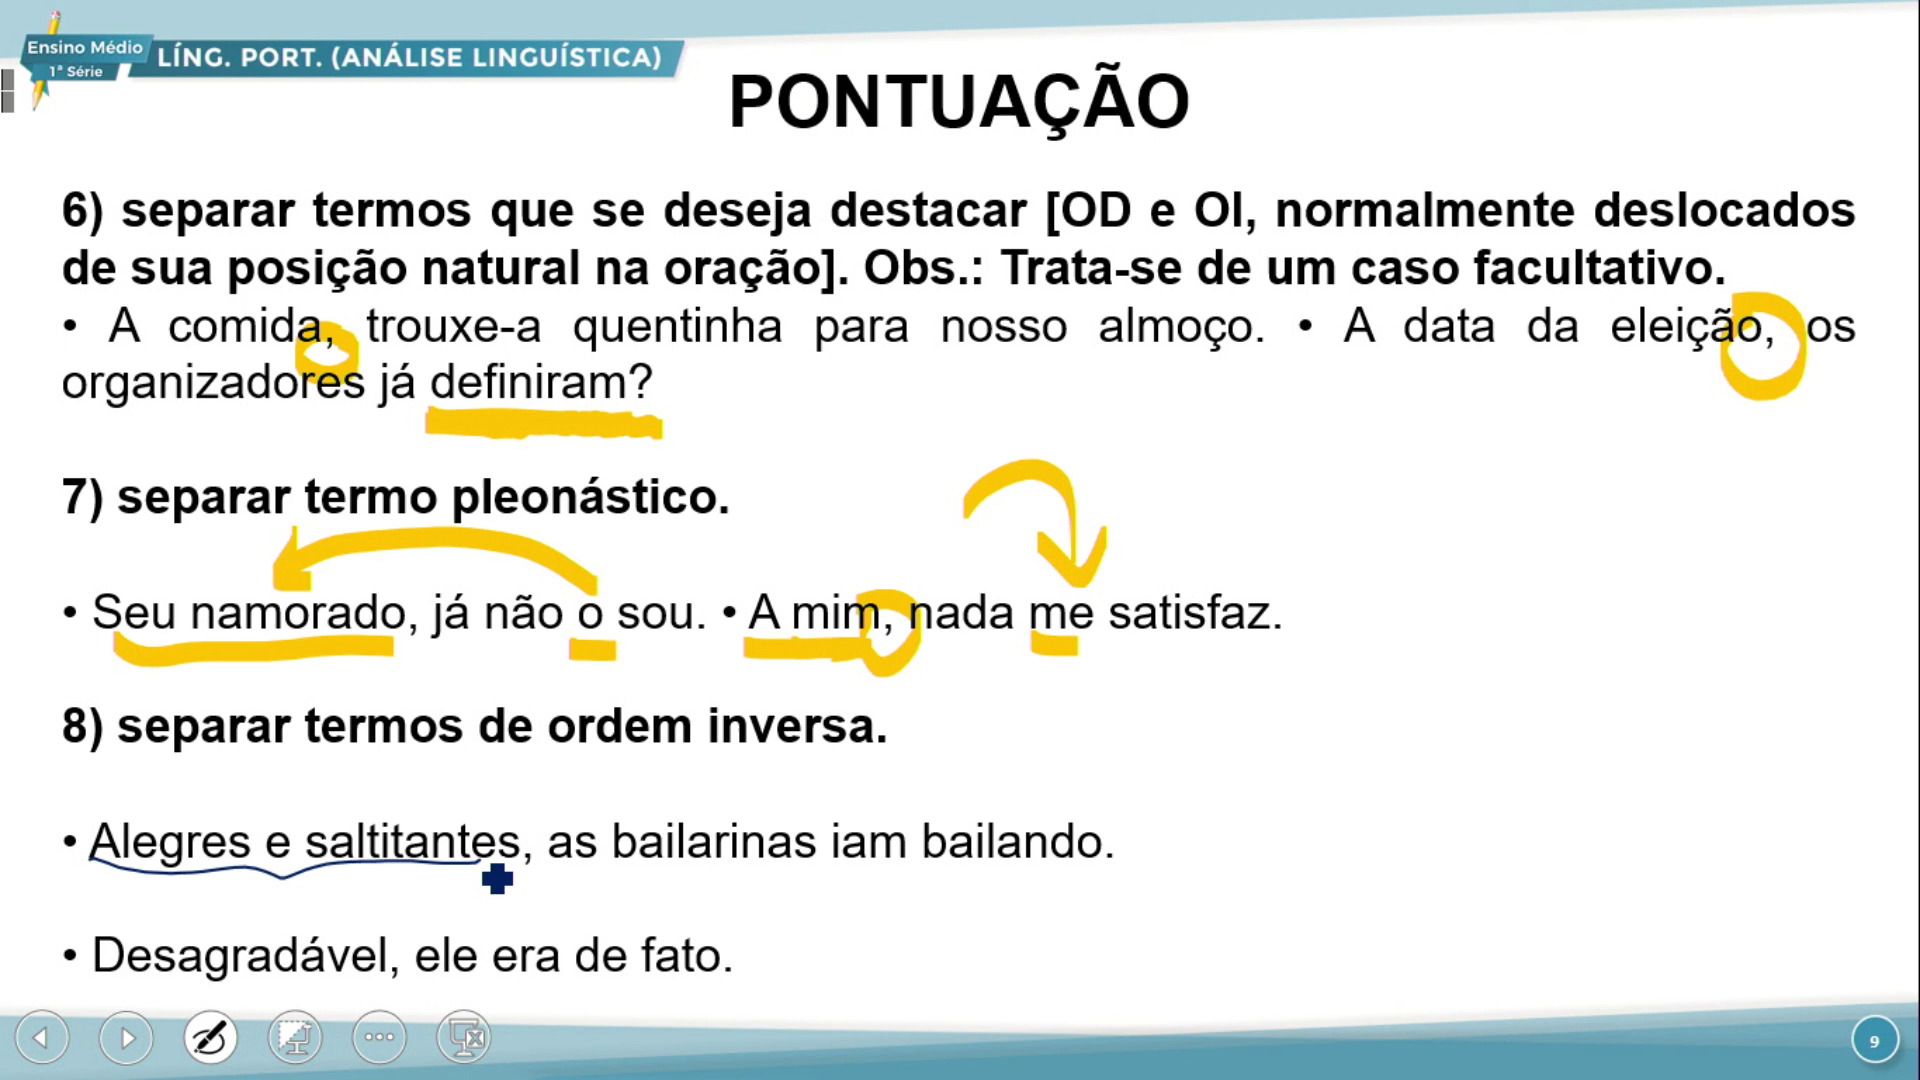 Ensino Médio
1ª Série
LÍNG. PORT. (ANÁLISE LINGUÍSTICA)
PONTUAÇÃO
6) separar termos que se deseja destacar [OD e OI, normalmente deslocados
de sua posição natural na oração]. Obs.: Trata-se de um caso facultativo.
• A comida, trouxe-a quentinha para nosso almoço. • A data da eleição, os
organizadores já definiram?
7) separar termo pleonástico.
• Seu namorado, já não o sou. • A mim, nada me satisfaz.
8) separar termos de ordem inversa.
• Alegres e saltitantes, as bailarinas iam bailando.
• Desagradável, ele era de fato.
9